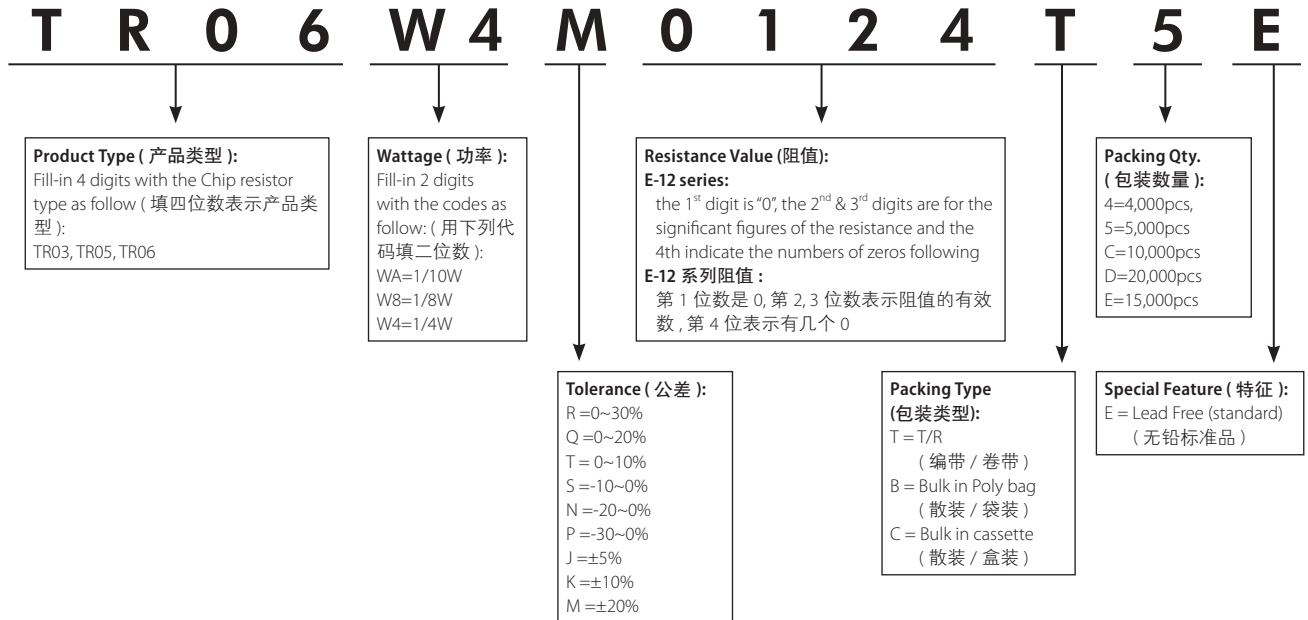 T R 0 6 W 4 M 0 1 2 4 T 5 E
Product Type ( 产品类型 ):
Fill-in 4 digits with the Chip resistor
type as follow ( 填四位数表示产品类
型 ):
TR03, TR05, TR06
Wattage ( 功率 ):
Fill-in 2 digits
with the codes as
follow: ( 用下列代
码填二位数 ):
WA=1/10W
W8=1/8W
W4=1/4W
Resistance Value (阻值):
E-12 series:
the 1st digit is "0", the 2nd & 3rd digits are for the
significant figures of the resistance and the
4th indicate the numbers of zeros following
E-12 系列阻值 :
第 1 位数是 0, 第 2, 3 位数表示阻值的有效
数 , 第 4 位表示有几个 0
Packing Qty.
( 包装数量 ):
4=4,000pcs,
5=5,000pcs
C=10,000pcs
D=20,000pcs
E=15,000pcs
Tolerance ( 公差 ):
R =0~30%
Q =0~20%
T = 0~10%
S =-10~0%
N =-20~0%
P =-30~0%
J =±5%
K =±10%
M =±20%
Packing Type
(包装类型):
T = T/R
( 编带 / 卷带 )
B = Bulk in Poly bag
( 散装 / 袋装 )
C = Bulk in cassette
( 散装 / 盒装 )
Special Feature ( 特征 ):
E = Lead Free (standard)
( 无铅标准品 )